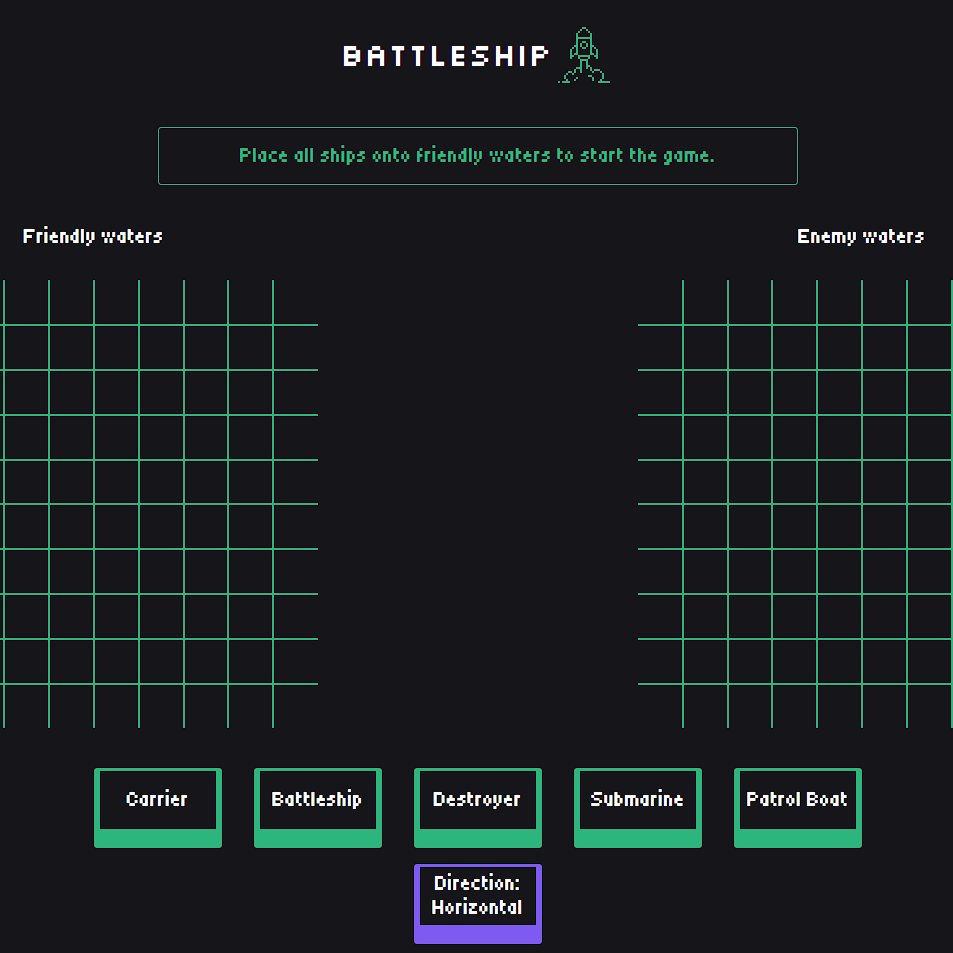 BATTLESHIP
Place all ships onto friendly waters to start the game.
Friendly waters
Enemy waters
Carrier
Battleship
Destroyer
Submarine
Patrol Boat
Direction:
Horizontal